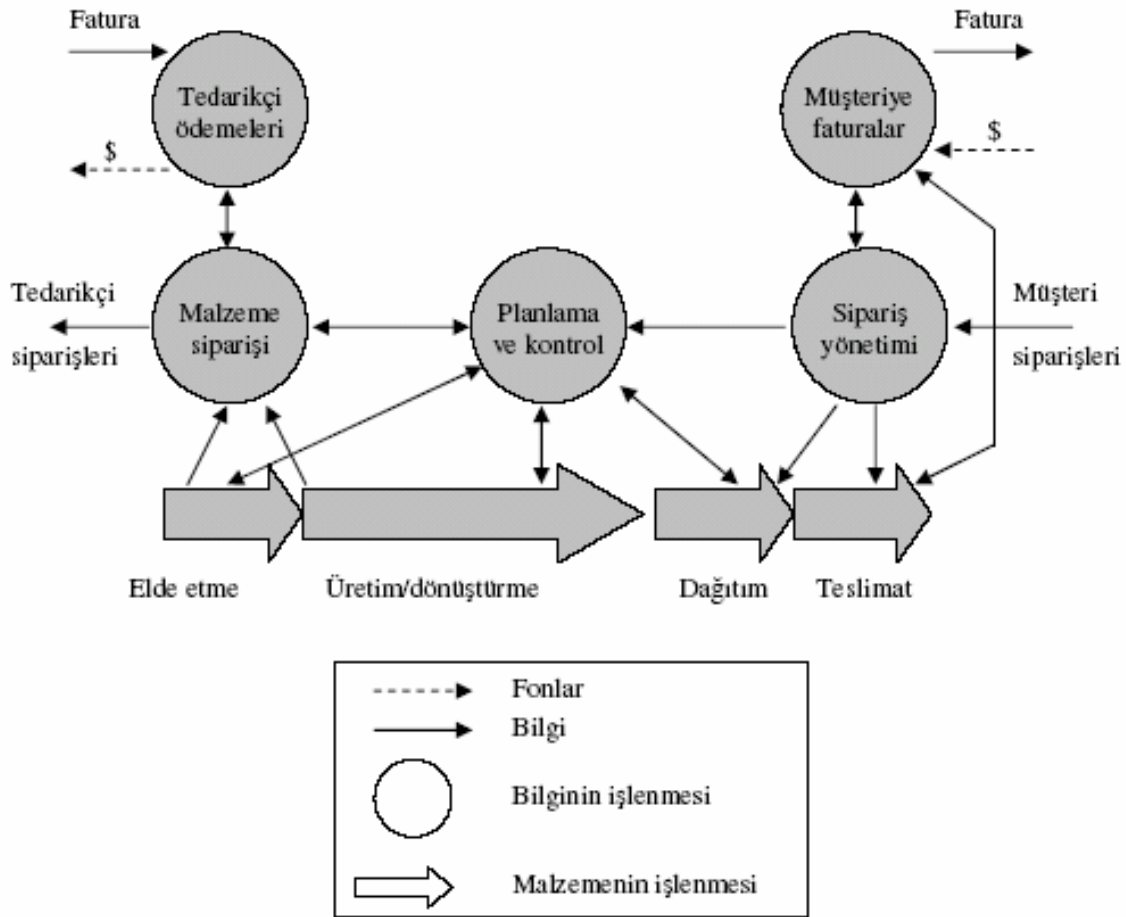 Fatura
Fatura
Tedarikçi
ödemeleri
Müşteriye
faturalar
$
$
Tedarikçi
siparişleri
Malzeme
siparişi
Planlama
ve kontrol
Sipariş
yönetimi
Müşteri
siparişleri
Elde etme
Üretim/dönüştürme
Dağıtım
Teslimat
Fonlar
Bilgi
Bilginin işlenmesi
Malzemenin işlenmesi